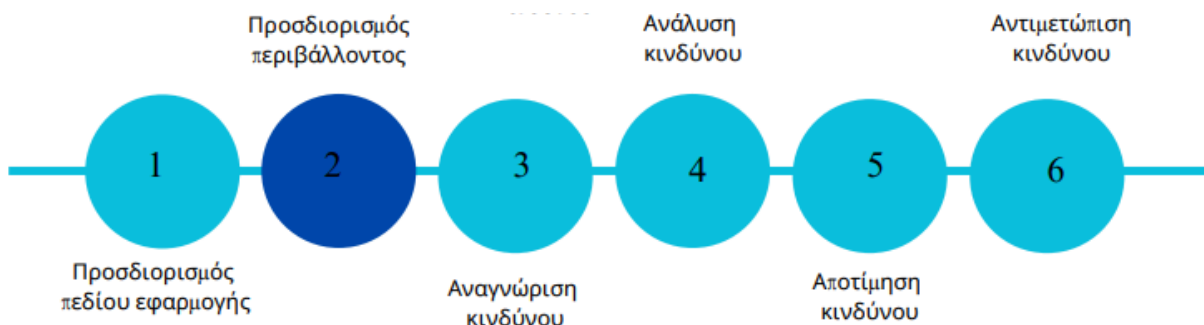 Προσδιορισμός
περιβάλλοντος
Ανάλυση
κινδύνου
Αντιμετώπιση
κινδύνου
1
2
3
4
5
6
Προσδιορισμός
πεδίου εφαρμογής
Αναγνώριση
κινδύνου
Αποτίμηση
κινδύνου